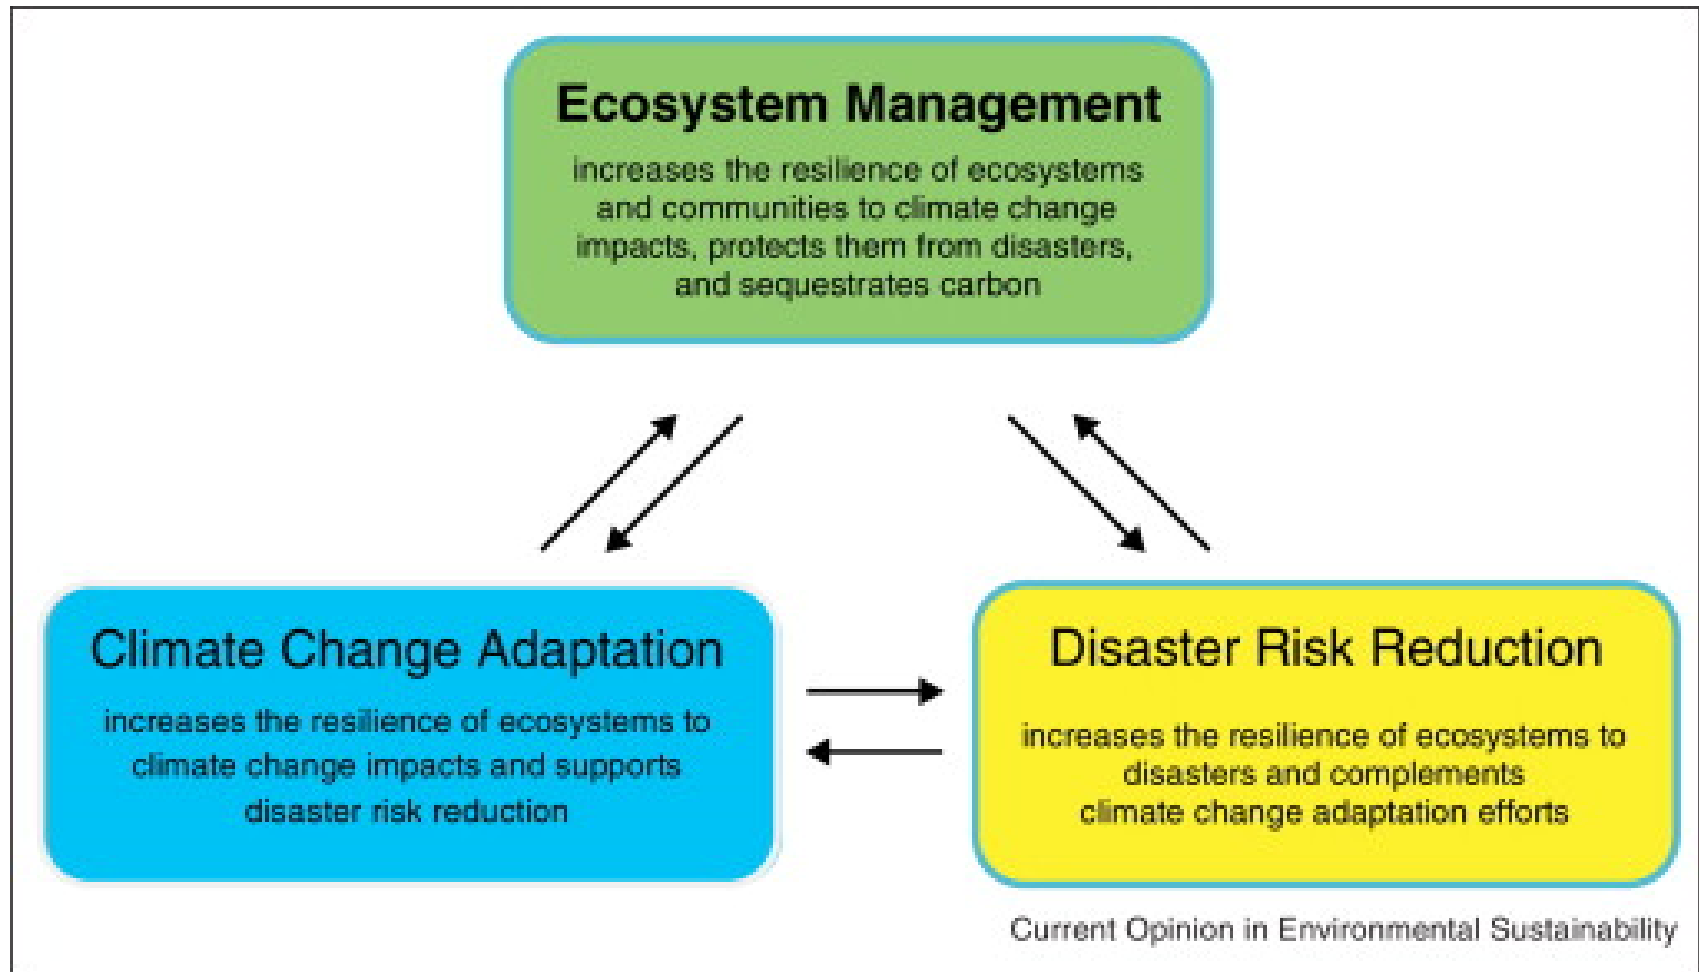 Ecosystem Management
increases the resilience of ecosystems
and communities to climate change
impacts, protects them from disasters,
and sequestrates carbon
Climate Change Adaptation
increases the resilience of ecosystems to
climate change impacts and supports
disaster risk reduction
Disaster Risk Reduction
increases the resilience of ecosystems to
disasters and complements
climate change adaptation efforts
Current Opinion in Environmental Sustainability